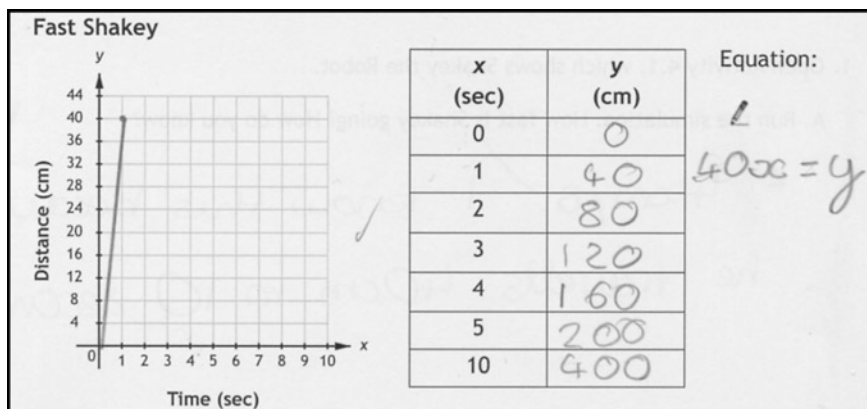 Fast Shakey
y
44
40
36
32
28
24
20
16
12
8
4
0
1 2 3 4 5 6 7 8 9 10
x
Distance (cm)
Time (sec)
x
(sec)
y
(cm)
0 0
1 40
2 80
3 120
4 160
5 200
10 400
Equation:
40x = y